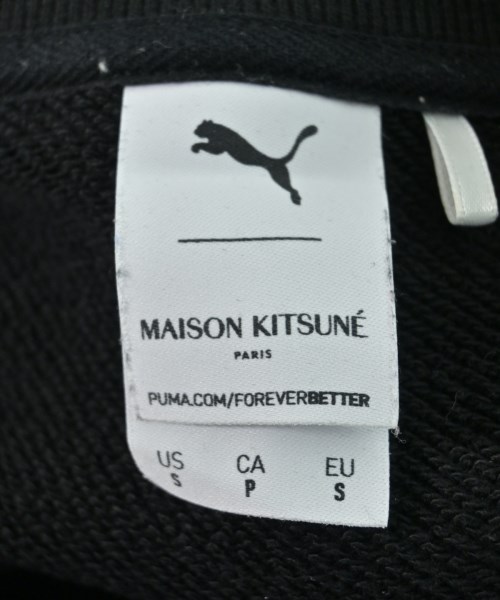 MAISON KITSUNÉ
PARIS
PUMA.COM/FOREVERBETTER
US CA EU
S P S